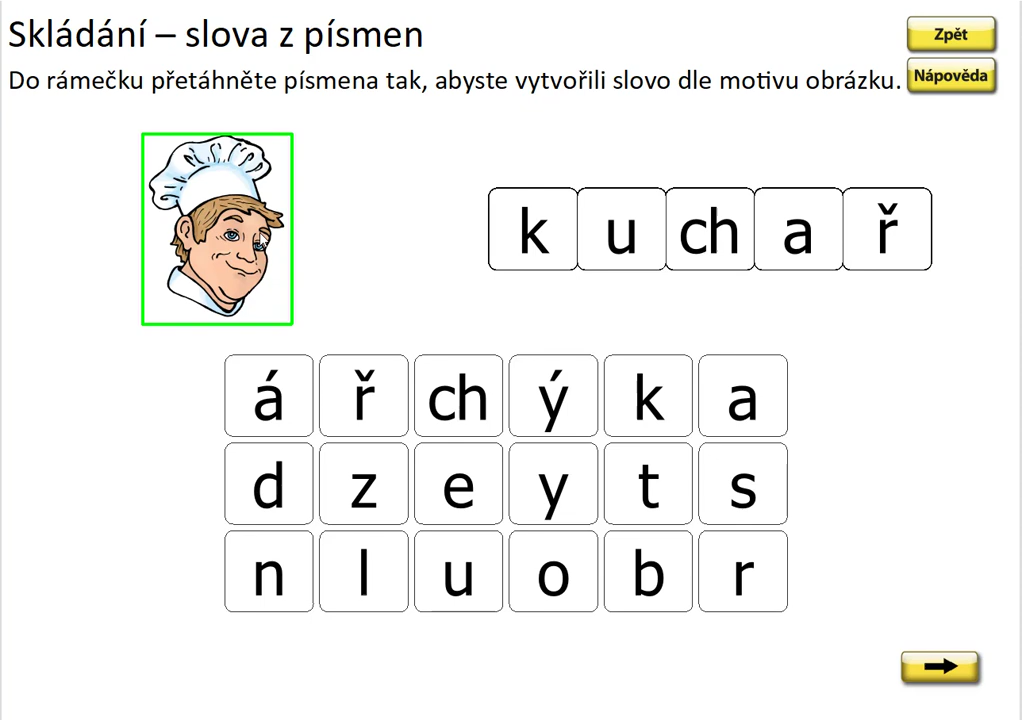 Skládání – slova z písmen
Zpět
Do rámečku přetáhněte písmena tak, abyste vytvořili slovo dle motivu obrázku.
Nápověda
k u ch a ř
á ř ch ý k a
d z e y t s
n l u o b r